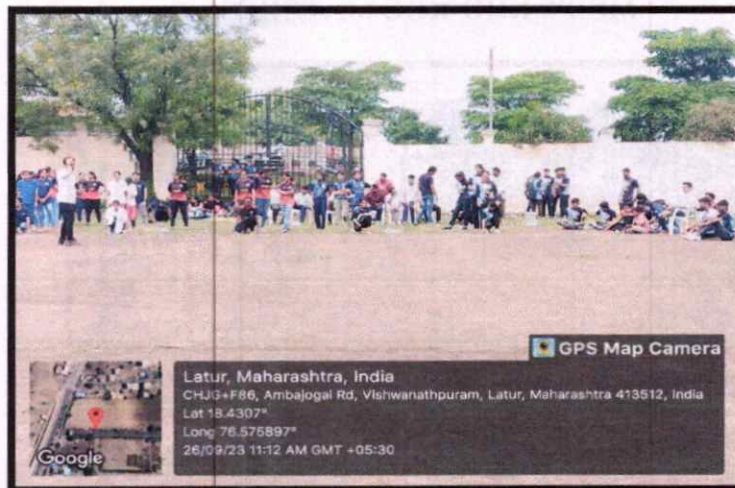 GPS Map Camera
Latur, Maharashtra, India
CHJG+F86, Ambajogai Rd, Vishwanathpuram, Latur, Maharashtra 413512, India
Lat 18.4307°
Long 76.575897°
26/09/23 11:12 AM GMT +05:30
Google